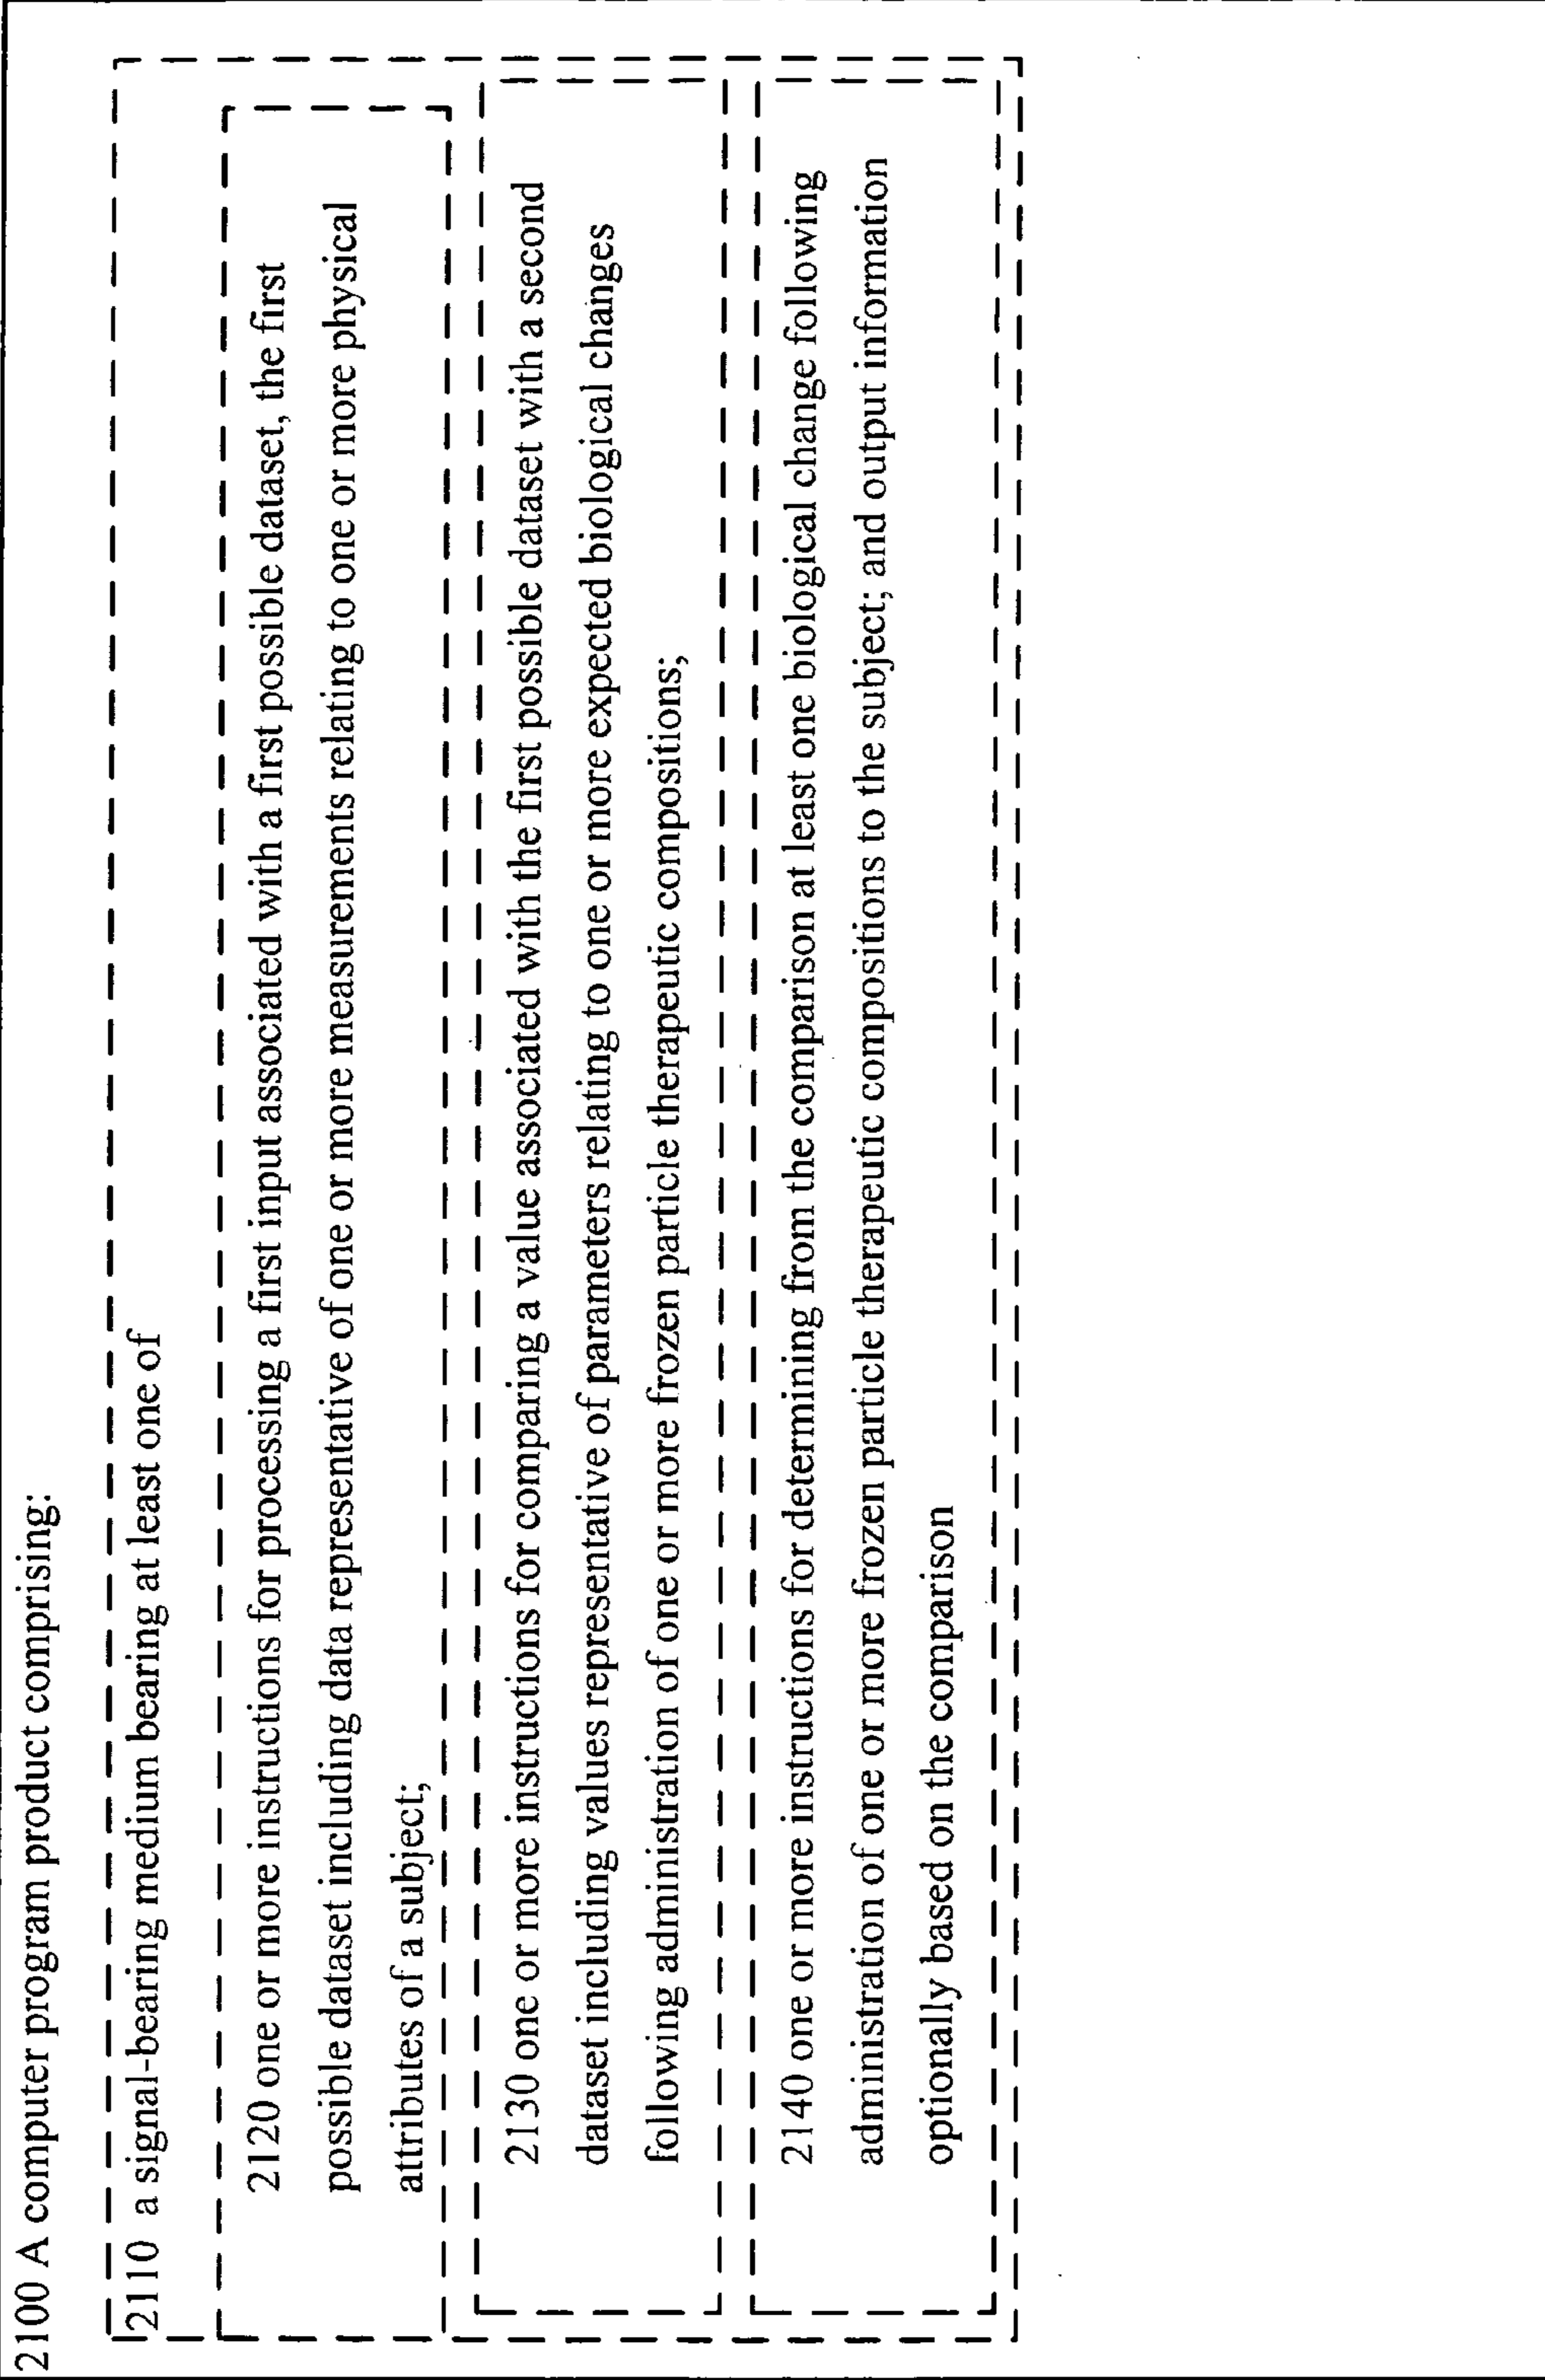 2100 A computer program product comprising:
2110 a signal-bearing medium bearing at least one of
2120 one or more instructions for processing a first input associated with a first possible dataset, the first
possible dataset including data representative of one or more measurements relating to one or more physical
attributes of a subject;
2130 one or more instructions for comparing a value associated with the first possible dataset with a second
dataset including values representative of parameters relating to one or more expected biological changes
following administration of one or more frozen particle therapeutic compositions;
2140 one or more instructions for determining from the comparison at least one biological change following
administration of one or more frozen particle therapeutic compositions to the subject; and output information
optionally based on the comparison